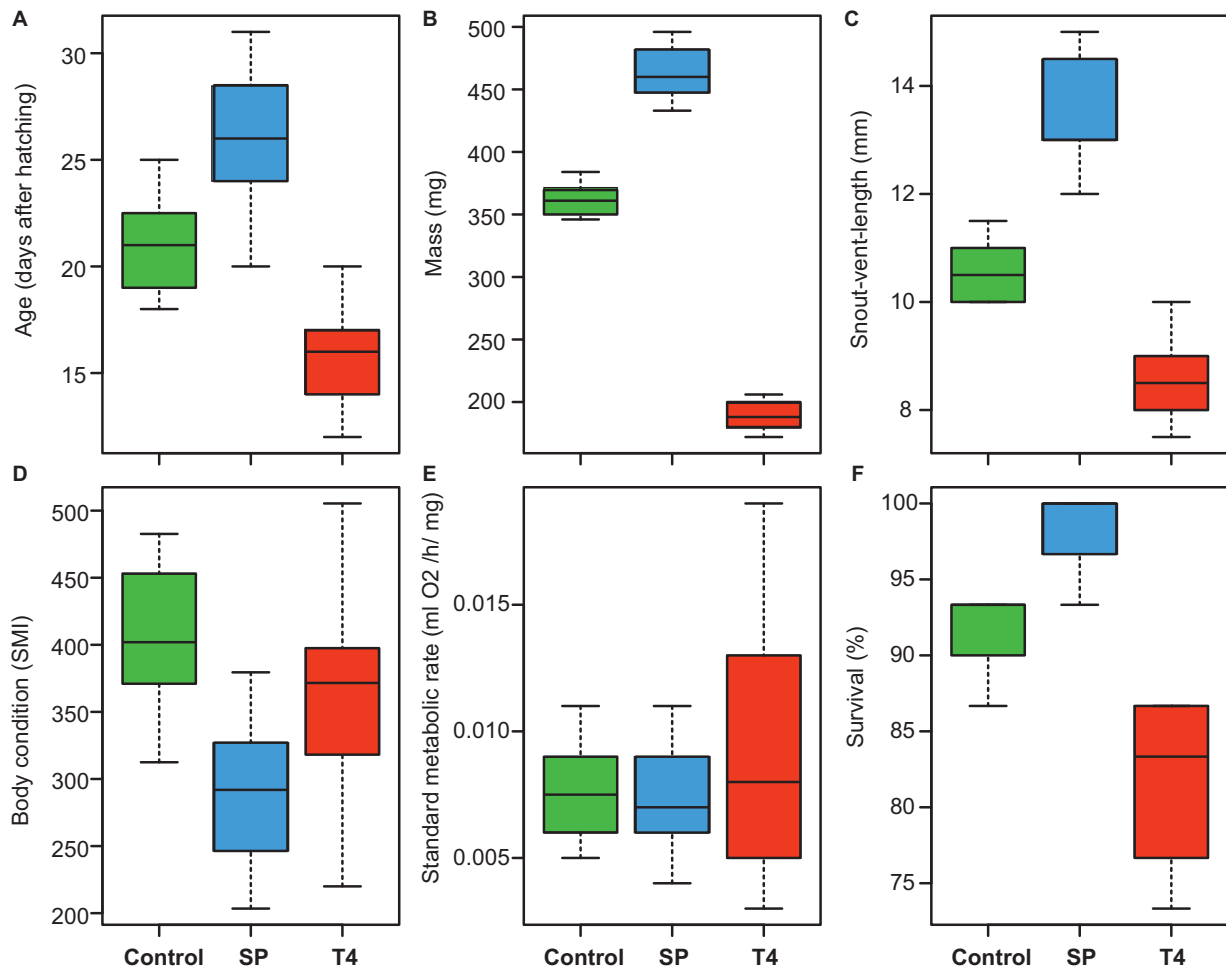 A
Age (days after hatching)
30
25
20
15
B
Mass (mg)
500
450
400
350
300
250
200
C
Snout-vent-length (mm)
14
12
10
8
D
Body condition (SMI)
500
450
400
350
300
250
200
E
Standard metabolic rate (ml O2 /h/ mg)
0.015
0.010
0.005
F
Survival (%)
100
95
90
85
80
75
Control SP T4
Control SP T4
Control SP T4